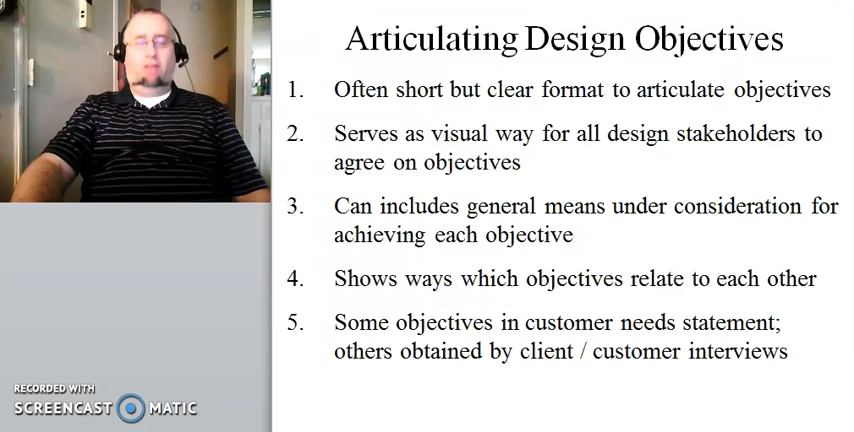 Articulating Design Objectives
1. Often short but clear format to articulate objectives
2. Serves as visual way for all design stakeholders to
agree on objectives
3. Can includes general means under consideration for
achieving each objective
4. Shows ways which objectives relate to each other
5. Some objectives in customer needs statement;
others obtained by client / customer interviews
RECORDED WITH
SCREENCAST MATIC